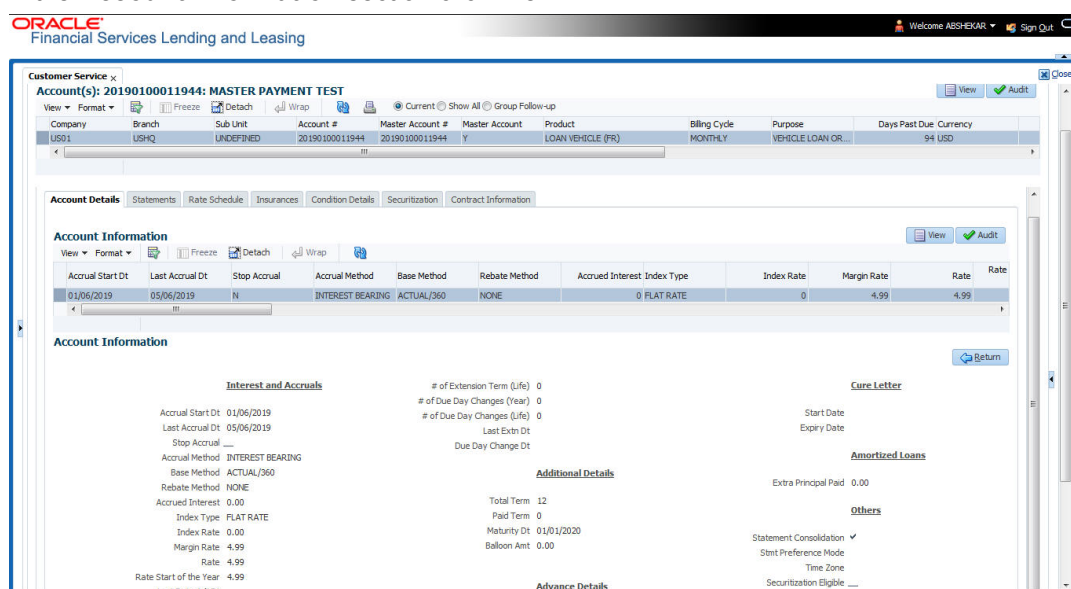 ORACLE
Financial Services Lending and Leasing
Welcome ABSHEKAR Sign Out
Close
Customer Service x
Account(s): 20190100011944: MASTER PAYMENT TEST
View Audit
View Format Freeze Detach Wrap Current Show All Group Follow-up
Company Branch Sub Unit Account # Master Account # Master Account Product Billing Cycle Purpose Days Past Due Currency
US01 USHQ UNDEFINED 20190100011944 20190100011944 Y LOAN VEHICLE (FR) MONTHLY VEHICLE LOAN OR... 94 USD
Account Details Statements Rate Schedule Insurances Condition Details Securitization Contract Information
Account Information
View Audit
View Format Freeze Detach Wrap
Accrual Start Dt Last Accrual Dt Stop Accrual Accrual Method Base Method Rebate Method Accrued Interest Index Type Index Rate Margin Rate Rate Rate
01/06/2019 05/06/2019 N INTEREST BEARING ACTUAL/360 NONE 0 FLAT RATE 0 4.99 4.99
Account Information
Return
Interest and Accruals
Accrual Start Dt 01/06/2019
Last Accrual Dt 05/06/2019
Stop Accrual __
Accrual Method INTEREST BEARING
Base Method ACTUAL/360
Rebate Method NONE
Accrued Interest 0.00
Index Type FLAT RATE
Index Rate 0.00
Margin Rate 4.99
Rate 4.99
Rate Start of the Year 4.99
# of Extension Term (Life) 0
# of Due Day Changes (Year) 0
# of Due Day Changes (Life) 0
Last Extn Dt
Due Day Change Dt
Additional Details
Total Term 12
Paid Term 0
Maturity Dt 01/01/2020
Balloon Amt 0.00
Advance Details
Cure Letter
Start Date
Expiry Date
Amortized Loans
Extra Principal Paid 0.00
Others
Statement Consolidation ✔
Stmt Preference Mode
Time Zone
Securitization Eligible __